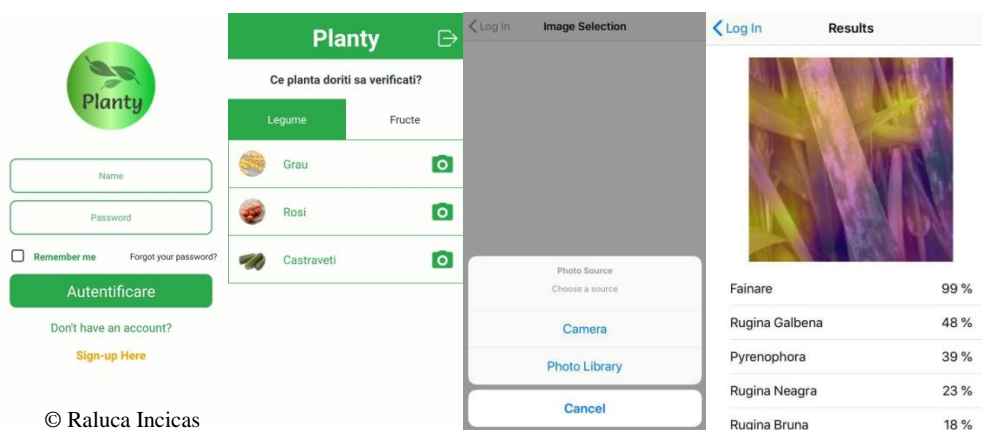 Planty
Name
Password
Remember me
Forgot your password?
Autentificare
Don't have an account?
Sign-up Here
© Raluca Incicas
Planty
Ce planta doriti sa verificati?
Legume
Fructe
Grau
Rosi
Castraveti
Log In
Image Selection
Photo Source
Choose a source
Camera
Photo Library
Cancel
Log In
Results
Fainare 99 %
Rugina Galbena 48 %
Pyrenophora 39 %
Rugina Neagra 23 %
Rugina Bruna 18 %